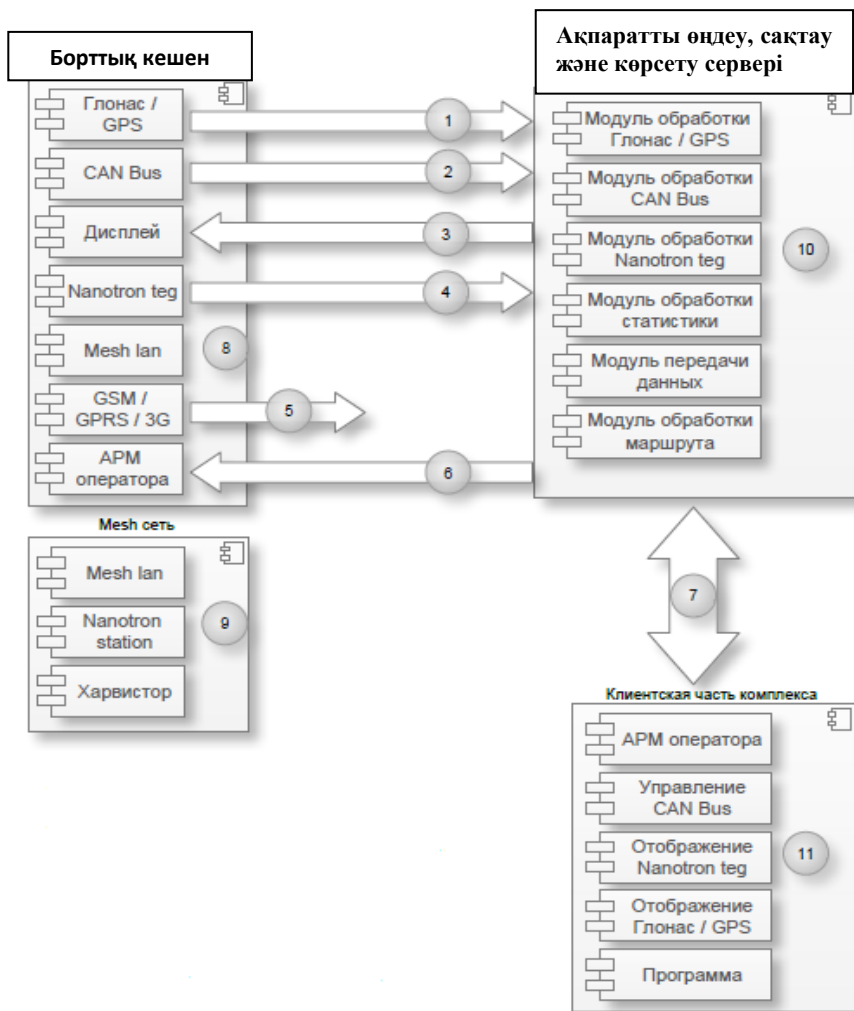 Борттық кешен
Глонас /
GPS
CAN Bus
Дисплей
Nanotron teg
Mesh lan
8
GSM /
GPRS / 3G
АРМ
оператора
1
2
3
4
5
6
Ақпаратты өңдеу, сақтау
және көрсету сервері
Модуль обработки
Глонас / GPS
Модуль обработки
CAN Bus
Модуль обработки
Nanotron teg
10
Модуль обработки
статистики
Модуль передачи
данных
Модуль обработки
маршрута
Mesh сеть
Mesh lan
Nanotron
station
9
Харвистор
7
Клиентская часть комплекса
АРМ оператора
Управление
CAN Bus
Отображение
Nanotron teg
11
Отображение
Глонас / GPS
Программа